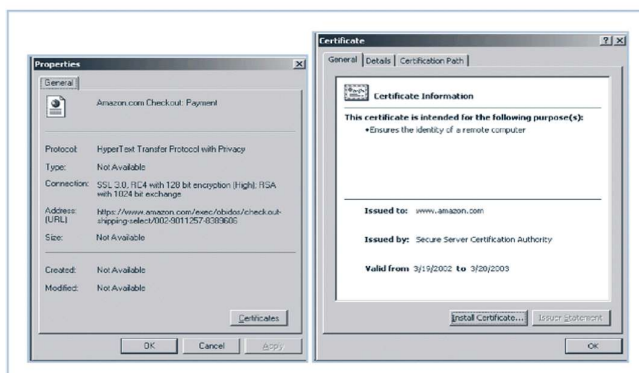 Properties
General
Amazon.com Checkout: Payment
Protocol: HyperText Transfer Protocol with Privacy
Type: Not Available
Connection: SSL 3.0, RC4 with 128 bit encryption (High); RSA
with 1024 bit exchange
Address: https://www.amazon.com/exec/obidos/checkout-
(URL) shipping-select/002-9011257-8389606
Size: Not Available
Created: Not Available
Modified: Not Available
Certificates
OK Cancel Apply
Certificate
General Details Certification Path
Certificate Information
This certificate is intended for the following purpose(s):
•Ensures the identity of a remote computer
Issued to: www.amazon.com
Issued by: Secure Server Certification Authority
Valid from 3/19/2002 to 3/20/2003
Install Certificate... Issuer Statement
OK